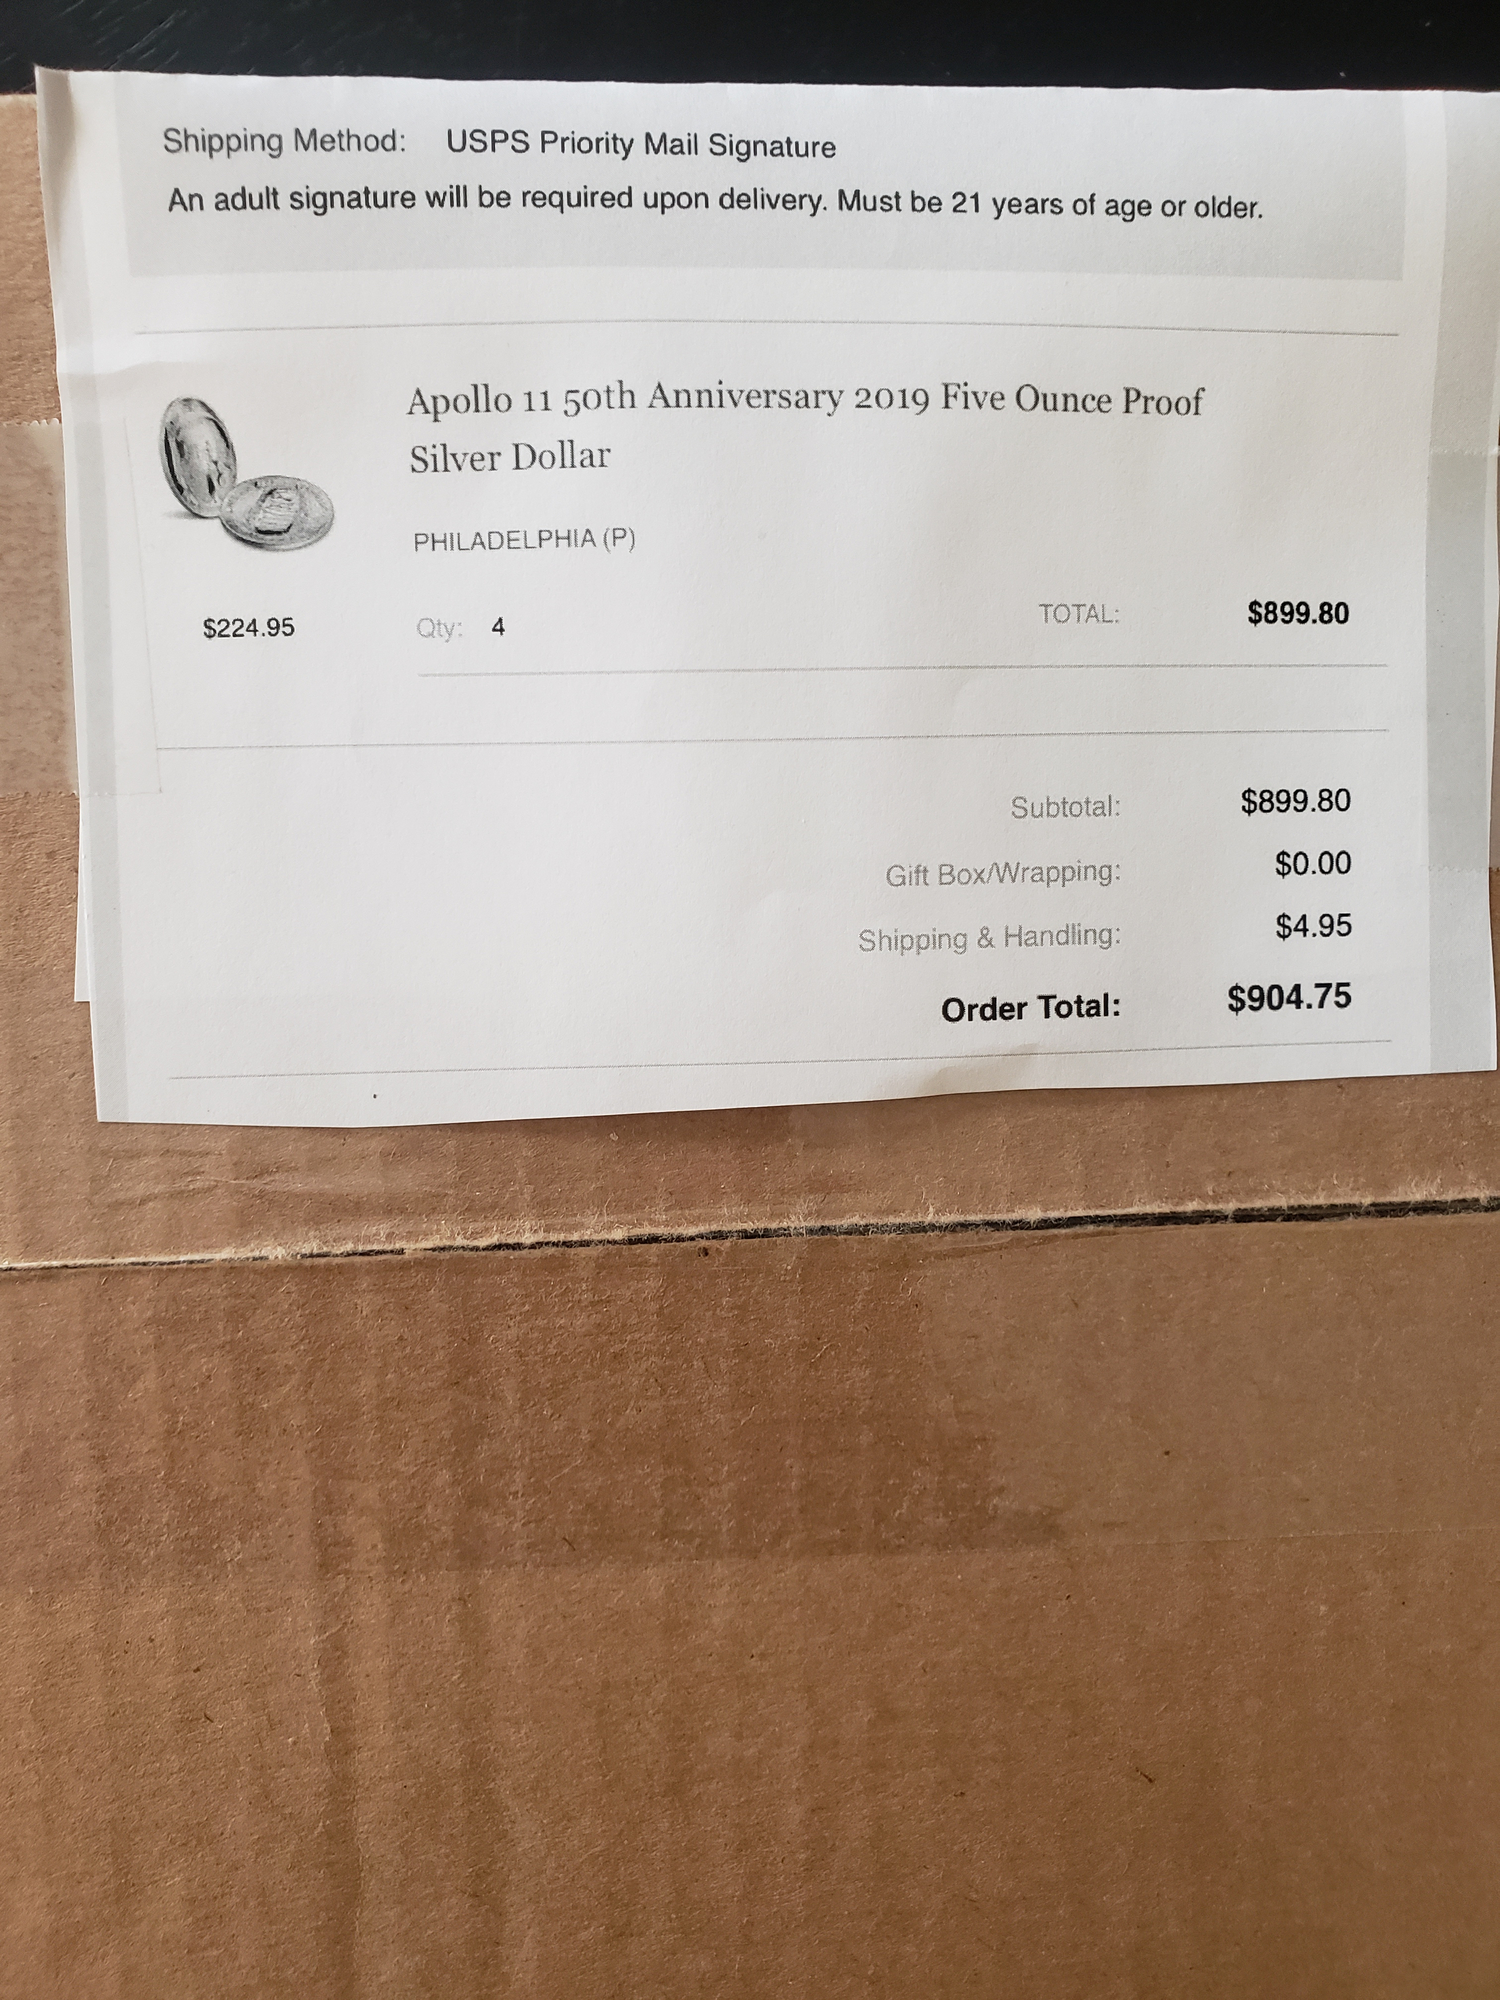 Shipping Method: USPS Priority Mail Signature
An adult signature will be required upon delivery. Must be 21 years of age or older.
Apollo 11 50th Anniversary 2019 Five Ounce Proof
Silver Dollar
PHILADELPHIA (P)
$224.95 Qty: 4 TOTAL: $899.80
Subtotal: $899.80
Gift Box/Wrapping: $0.00
Shipping & Handling: $4.95
Order Total: $904.75